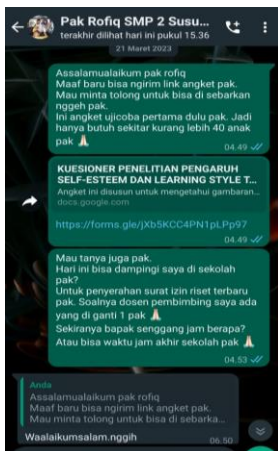 Pak Rofiq SMP 2 Susu...
terakhir dilihat hari ini pukul 15.36
21 Maret 2023
Assalamualaikum pak rofiq
Maaf baru bisa ngirim link angket pak.
Mau minta tolong untuk bisa di sebarkan
nggeh pak.
Ini angket ujicoba pertama dulu pak. Jadi
hanya butuh sekitar kurang lebih 40 anak
pak 🙏🏻
04.49
KUESIONER PENELITIAN PENGARUH
SELF-ESTEEM DAN LEARNING STYLE T...
Angket ini disusun untuk mengetahui gambaran...
docs.google.com
https://forms.gle/jXb5KCC4PN1pLPp97
04.49
Mau tanya juga pak.
Hari ini bisa dampingi saya di sekolah
pak?
Untuk penyerahan surat izin riset terbaru
pak. Soalnya dosen pembimbing saya ada
yang di ganti 1 pak 🙏🏻
Sekiranya bapak senggang jam berapa?
Atau bisa waktu jam akhir sekolah pak 🙏🏻
04.53
Anda
Assalamualaikum pak rofiq
Maaf baru bisa ngirim link angket pak.
Mau minta tolong untuk bisa di sebarka...
Waalaikumsalam.nggih
06.50